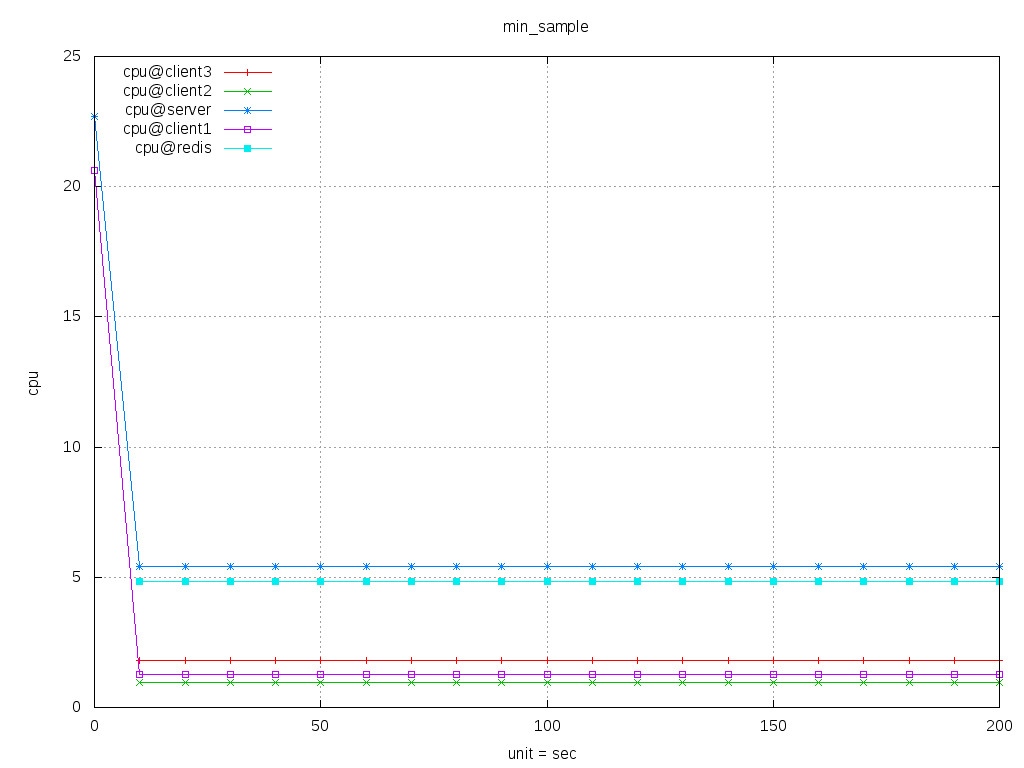 min_sample
25
cpu@client3
cpu@client2
cpu@server
cpu@client1
cpu@redis
20
15
cpu
10
5
0
0 50 100 150 200
unit = sec